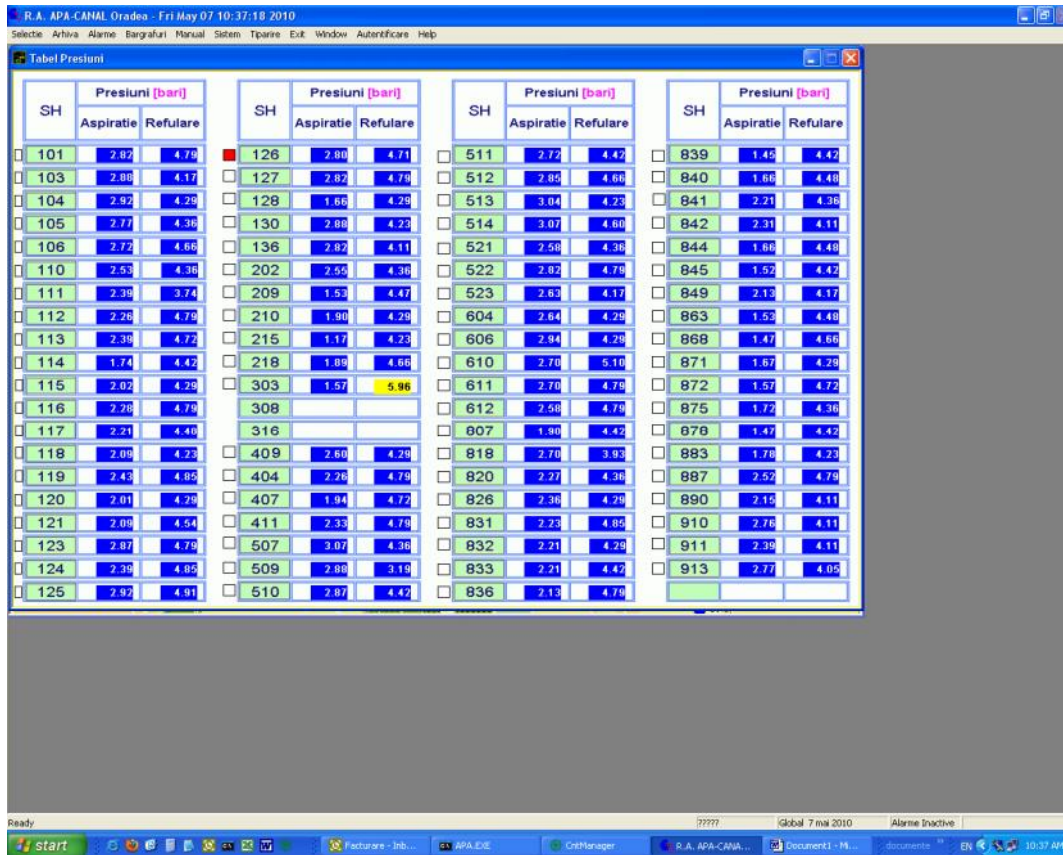 R.A. APA-CANAL Oradea - Fri May 07 10:37:18 2010
Selectie Arhiva Alarme Bargrafuri Manual Sistem Tiparire Exit Window Autentificare Help
Tabel Presiuni
SH Presiuni [bari] SH Presiuni [bari] SH Presiuni [bari] SH Presiuni [bari]
Aspiratie Refulare Aspiratie Refulare Aspiratie Refulare Aspiratie Refulare
101 2.82 4.79 126 2.80 4.71 511 2.72 4.42 839 1.45 4.42
103 2.88 4.17 127 2.82 4.79 512 2.85 4.66 840 1.66 4.48
104 2.92 4.29 128 1.66 4.29 513 3.04 4.23 841 2.21 4.36
105 2.77 4.36 130 2.88 4.23 514 3.07 4.60 842 2.31 4.11
106 2.72 4.66 136 2.82 4.11 521 2.58 4.36 844 1.66 4.48
110 2.53 4.36 202 2.55 4.36 522 2.82 4.79 845 1.52 4.42
111 2.39 3.74 209 1.53 4.47 523 2.63 4.17 849 2.13 4.17
112 2.26 4.79 210 1.90 4.29 604 2.64 4.29 863 1.53 4.48
113 2.39 4.72 215 1.17 4.23 606 2.94 4.29 868 1.47 4.66
114 1.74 4.42 218 1.89 4.66 610 2.70 5.10 871 1.67 4.29
115 2.02 4.29 303 1.57 5.96 611 2.70 4.79 872 1.57 4.72
116 2.28 4.79 308 612 2.58 4.79 875 1.72 4.36
117 2.21 4.40 316 807 1.90 4.42 878 1.47 4.42
118 2.09 4.23 409 2.60 4.29 818 2.70 3.93 883 1.78 4.23
119 2.43 4.85 404 2.26 4.79 820 2.27 4.36 887 2.52 4.79
120 2.01 4.29 407 1.94 4.72 826 2.36 4.29 890 2.15 4.11
121 2.09 4.54 411 2.33 4.79 831 2.23 4.85 910 2.76 4.11
123 2.87 4.79 507 3.07 4.36 832 2.21 4.29 911 2.39 4.11
124 2.39 4.85 509 2.88 3.19 833 2.21 4.42 913 2.77 4.05
125 2.92 4.91 510 2.87 4.42 836 2.13 4.79
Ready ????? Global 7 mai 2010 Alarme Inactive
start Facturare - Inb... APA.EXE CntManager R.A. APA-CANA... Document1 - M... documente EN 10:37 AM